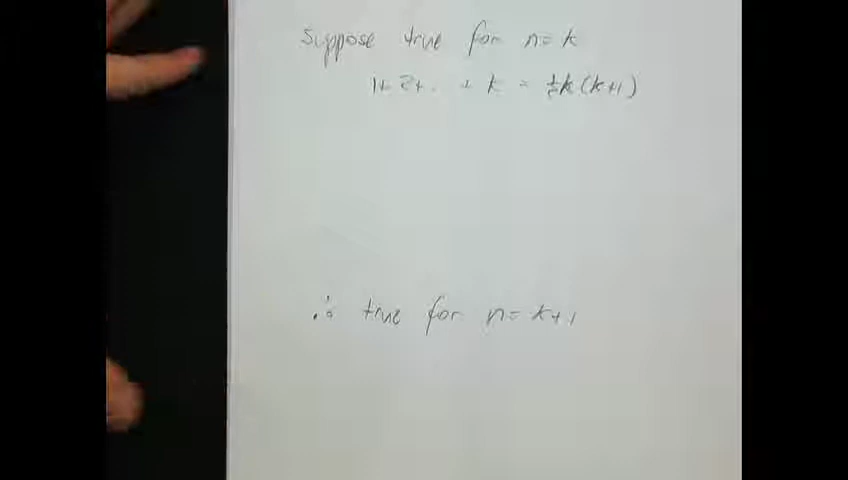 Suppose true for n = k
1 + 2 + .. + k = ½k(k+1)
∴ true for n = k+1